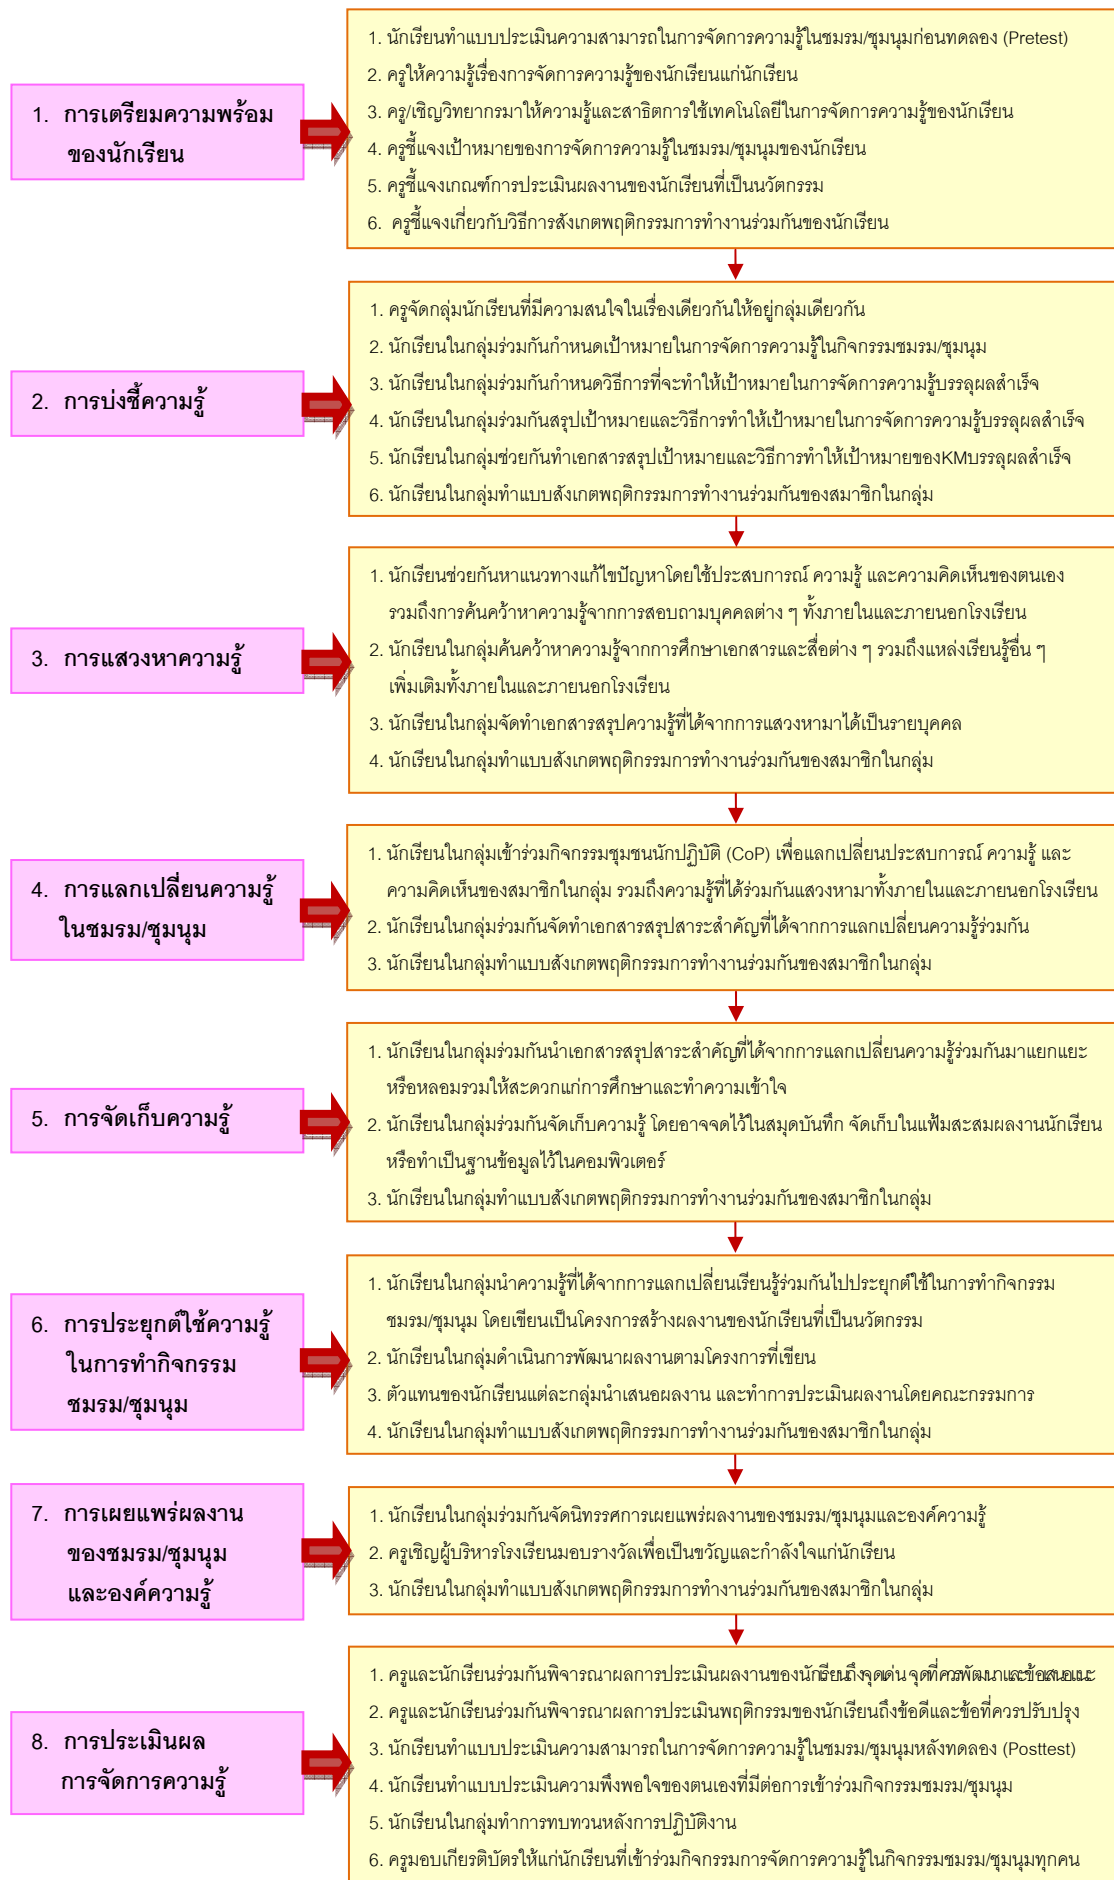 1. การเตรียมความพร้อม
ของนักเรียน
1. นักเรียนทำแบบประเมินความสามารถในการจัดการความรู้ในชมรม/ชุมนุมก่อนทดลอง (Pretest)
2. ครูให้ความรู้เรื่องการจัดการความรู้ของนักเรียนแก่นักเรียน
3. ครู/เชิญวิทยากรมาให้ความรู้และสาธิตการใช้เทคโนโลยีในการจัดการความรู้ของนักเรียน
4. ครูชี้แจงเป้าหมายของการจัดการความรู้ในชมรม/ชุมนุมของนักเรียน
5. ครูชี้แจงเกณฑ์การประเมินผลงานของนักเรียนที่เป็นนวัตกรรม
6. ครูชี้แจงเกี่ยวกับวิธีการสังเกตพฤติกรรมการทำงานร่วมกันของนักเรียน
2. การบ่งชี้ความรู้
1. ครูจัดกลุ่มนักเรียนที่มีความสนใจในเรื่องเดียวกันให้อยู่กลุ่มเดียวกัน
2. นักเรียนในกลุ่มร่วมกันกำหนดเป้าหมายในการจัดการความรู้ในกิจกรรมชมรม/ชุมนุม
3. นักเรียนในกลุ่มร่วมกันกำหนดวิธีการที่จะทำให้เป้าหมายในการจัดการความรู้บรรลุผลสำเร็จ
4. นักเรียนในกลุ่มร่วมกันสรุปเป้าหมายและวิธีการทำให้เป้าหมายในการจัดการความรู้บรรลุผลสำเร็จ
5. นักเรียนในกลุ่มช่วยกันทำเอกสารสรุปเป้าหมายและวิธีการทำให้เป้าหมายของKMบรรลุผลสำเร็จ
6. นักเรียนในกลุ่มทำแบบสังเกตพฤติกรรมการทำงานร่วมกันของสมาชิกในกลุ่ม
3. การแสวงหาความรู้
1. นักเรียนช่วยกันหาแนวทางแก้ไขปัญหาโดยใช้ประสบการณ์ ความรู้ และความคิดเห็นของตนเอง
รวมถึงการค้นคว้าหาความรู้จากการสอบถามบุคคลต่าง ๆ ทั้งภายในและภายนอกโรงเรียน
2. นักเรียนในกลุ่มค้นคว้าหาความรู้จากการศึกษาเอกสารและสื่อต่าง ๆ รวมถึงแหล่งเรียนรู้อื่น ๆ
เพิ่มเติมทั้งภายในและภายนอกโรงเรียน
3. นักเรียนในกลุ่มจัดทำเอกสารสรุปความรู้ที่ได้จากการแสวงหามาได้เป็นรายบุคคล
4. นักเรียนในกลุ่มทำแบบสังเกตพฤติกรรมการทำงานร่วมกันของสมาชิกในกลุ่ม
4. การแลกเปลี่ยนความรู้
ในชมรม/ชุมนุม
1. นักเรียนในกลุ่มเข้าร่วมกิจกรรมชุมชนนักปฏิบัติ (CoP) เพื่อแลกเปลี่ยนประสบการณ์ ความรู้ และ
ความคิดเห็นของสมาชิกในกลุ่ม รวมถึงความรู้ที่ได้ร่วมกันแสวงหามาทั้งภายในและภายนอกโรงเรียน
2. นักเรียนในกลุ่มร่วมกันจัดทำเอกสารสรุปสาระสำคัญที่ได้จากการแลกเปลี่ยนความรู้ร่วมกัน
3. นักเรียนในกลุ่มทำแบบสังเกตพฤติกรรมการทำงานร่วมกันของสมาชิกในกลุ่ม
5. การจัดเก็บความรู้
1. นักเรียนในกลุ่มร่วมกันนำเอกสารสรุปสาระสำคัญที่ได้จากการแลกเปลี่ยนความรู้ร่วมกันมาแยกแยะ
หรือหลอมรวมให้สะดวกแก่การศึกษาและทำความเข้าใจ
2. นักเรียนในกลุ่มร่วมกันจัดเก็บความรู้ โดยอาจจดไว้ในสมุดบันทึก จัดเก็บในแฟ้มสะสมผลงานนักเรียน
หรือทำเป็นฐานข้อมูลไว้ในคอมพิวเตอร์
3. นักเรียนในกลุ่มทำแบบสังเกตพฤติกรรมการทำงานร่วมกันของสมาชิกในกลุ่ม
6. การประยุกต์ใช้ความรู้
ในการทำกิจกรรม
ชมรม/ชุมนุม
1. นักเรียนในกลุ่มนำความรู้ที่ได้จากการแลกเปลี่ยนเรียนรู้ร่วมกันไปประยุกต์ใช้ในการทำกิจกรรม
ชมรม/ชุมนุม โดยเขียนเป็นโครงการสร้างผลงานของนักเรียนที่เป็นนวัตกรรม
2. นักเรียนในกลุ่มดำเนินการพัฒนาผลงานตามโครงการที่เขียน
3. ตัวแทนของนักเรียนแต่ละกลุ่มนำเสนอผลงาน และทำการประเมินผลงานโดยคณะกรรมการ
4. นักเรียนในกลุ่มทำแบบสังเกตพฤติกรรมการทำงานร่วมกันของสมาชิกในกลุ่ม
7. การเผยแพร่ผลงาน
ของชมรม/ชุมนุม
และองค์ความรู้
1. นักเรียนในกลุ่มร่วมกันจัดนิทรรศการเผยแพร่ผลงานของชมรม/ชุมนุมและองค์ความรู้
2. ครูเชิญผู้บริหารโรงเรียนมอบรางวัลเพื่อเป็นขวัญและกำลังใจแก่นักเรียน
3. นักเรียนในกลุ่มทำแบบสังเกตพฤติกรรมการทำงานร่วมกันของสมาชิกในกลุ่ม
8. การประเมินผล
การจัดการความรู้
1. ครูและนักเรียนร่วมกันพิจารณาผลการประเมินผลงานของนักเรียนถึงจุดเด่น จุดที่ควรพัฒนาและข้อเสนอแนะ
2. ครูและนักเรียนร่วมกันพิจารณาผลการประเมินพฤติกรรมของนักเรียนถึงข้อดีและข้อที่ควรปรับปรุง
3. นักเรียนทำแบบประเมินความสามารถในการจัดการความรู้ในชมรม/ชุมนุมหลังทดลอง (Posttest)
4. นักเรียนทำแบบประเมินความพึงพอใจของตนเองที่มีต่อการเข้าร่วมกิจกรรมชมรม/ชุมนุม
5. นักเรียนในกลุ่มทำการทบทวนหลังการปฏิบัติงาน
6. ครูมอบเกียรติบัตรให้แก่นักเรียนที่เข้าร่วมกิจกรรมการจัดการความรู้ในกิจกรรมชมรม/ชุมนุมทุกคน